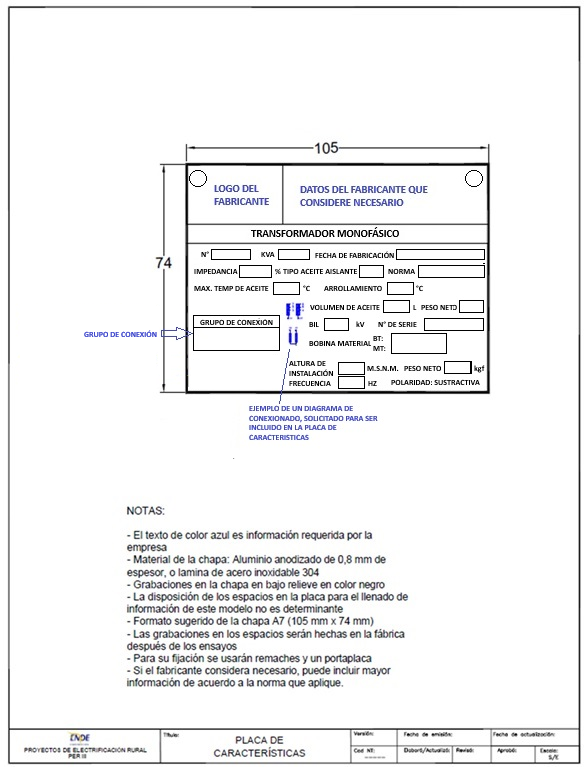 105
74
LOGO DEL
FABRICANTE
DATOS DEL FABRICANTE QUE
CONSIDERE NECESARIO
TRANSFORMADOR MONOFÁSICO
N° KVA FECHA DE FABRICACIÓN
IMPEDANCIA % TIPO ACEITE AISLANTE NORMA
MAX. TEMP DE ACEITE °C ARROLLAMIENTO °C
VOLUMEN DE ACEITE L PESO NETO
GRUPO DE CONEXIÓN
BIL kV N° DE SERIE
GRUPO DE CONEXIÓN
BOBINA MATERIAL BT:
MT:
ALTURA DE
INSTALACIÓN M.S.N.M. PESO NETO kgf
FRECUENCIA HZ POLARIDAD: SUSTRACTIVA
EJEMPLO DE UN DIAGRAMA DE
CONEXIONADO, SOLICITADO PARA SER
INCLUIDO EN LA PLACA DE
CARACTERISTICAS
NOTAS:
- El texto de color azul es información requerida por la
empresa
- Material de la chapa: Aluminio anodizado de 0,8 mm de
espesor, o lamina de acero inoxidable 304
- Grabaciones en la chapa en bajo relieve en color negro
- La disposición de los espacios en la placa para el llenado de
información de este modelo no es determinante
- Formato sugerido de la chapa A7 (105 mm x 74 mm)
- Las grabaciones en los espacios serán hechas en la fábrica
después de los ensayos
- Para su fijación se usarán remaches y un portaplaca
- Si el fabricante considera necesario, puede incluir mayor
información de acuerdo a la norma que aplique.
ENDE
PROYECTOS DE ELECTRIFICACIÓN RURAL
PER III
Título:
PLACA DE
CARACTERÍSTICAS
Versión: Fecha de emisión: Fecha de actualización:
Cod NT: Elaboró/Actualizó: Revisó: Aprobó: Escala:
------ S/E